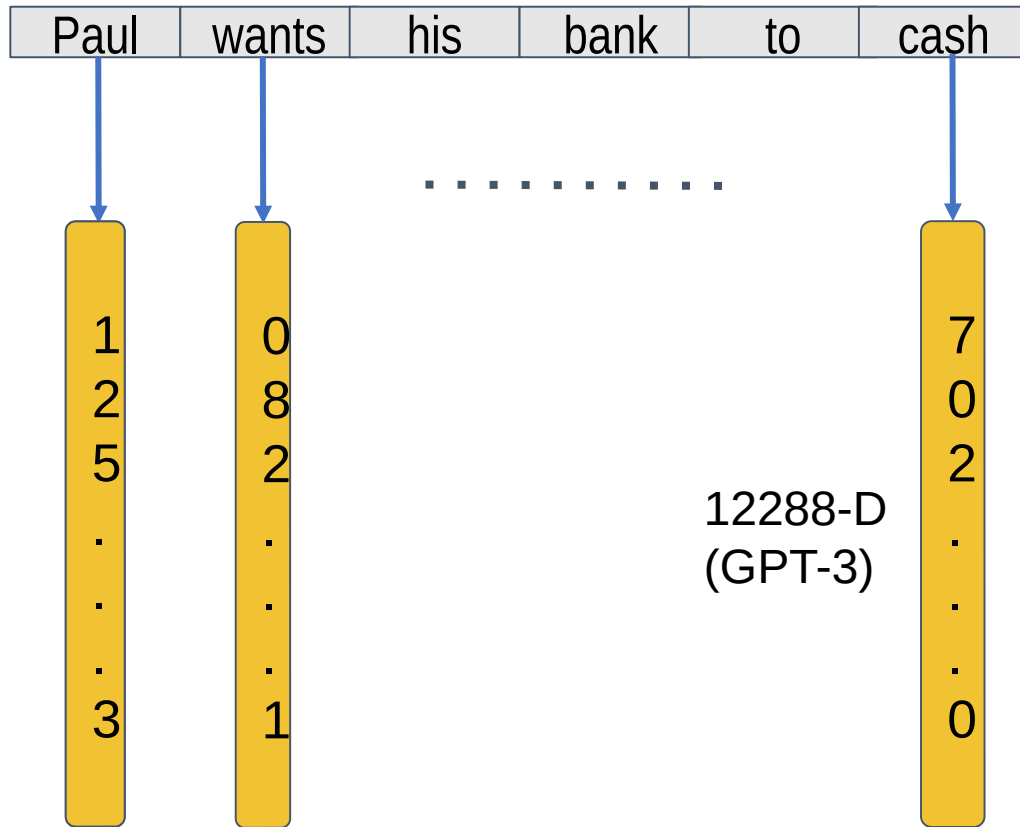 Paul wants his bank to cash
1 0 7
2 8 0
5 2 2
12288-D
(GPT-3)
. . .
. . .
. . .
3 1 0